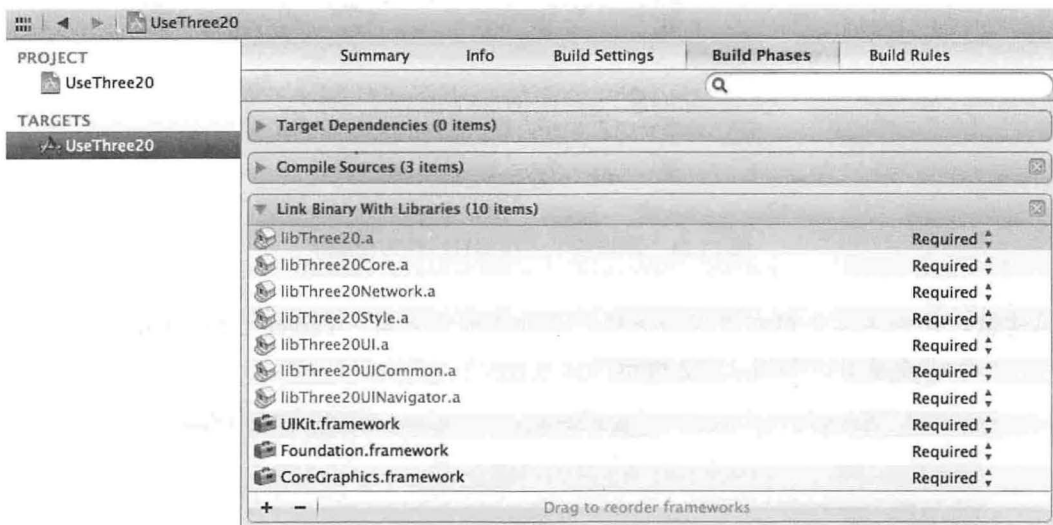 UseThree20
PROJECT
UseThree20
TARGETS
UseThree20
Summary Info Build Settings Build Phases Build Rules
Target Dependencies (0 items)
Compile Sources (3 items)
Link Binary With Libraries (10 items)
libThree20.a Required
libThree20Core.a Required
libThree20Network.a Required
libThree20Style.a Required
libThree20UI.a Required
libThree20UICommon.a Required
libThree20UINavigator.a Required
UIKit.framework Required
Foundation.framework Required
CoreGraphics.framework Required
+ − Drag to reorder frameworks